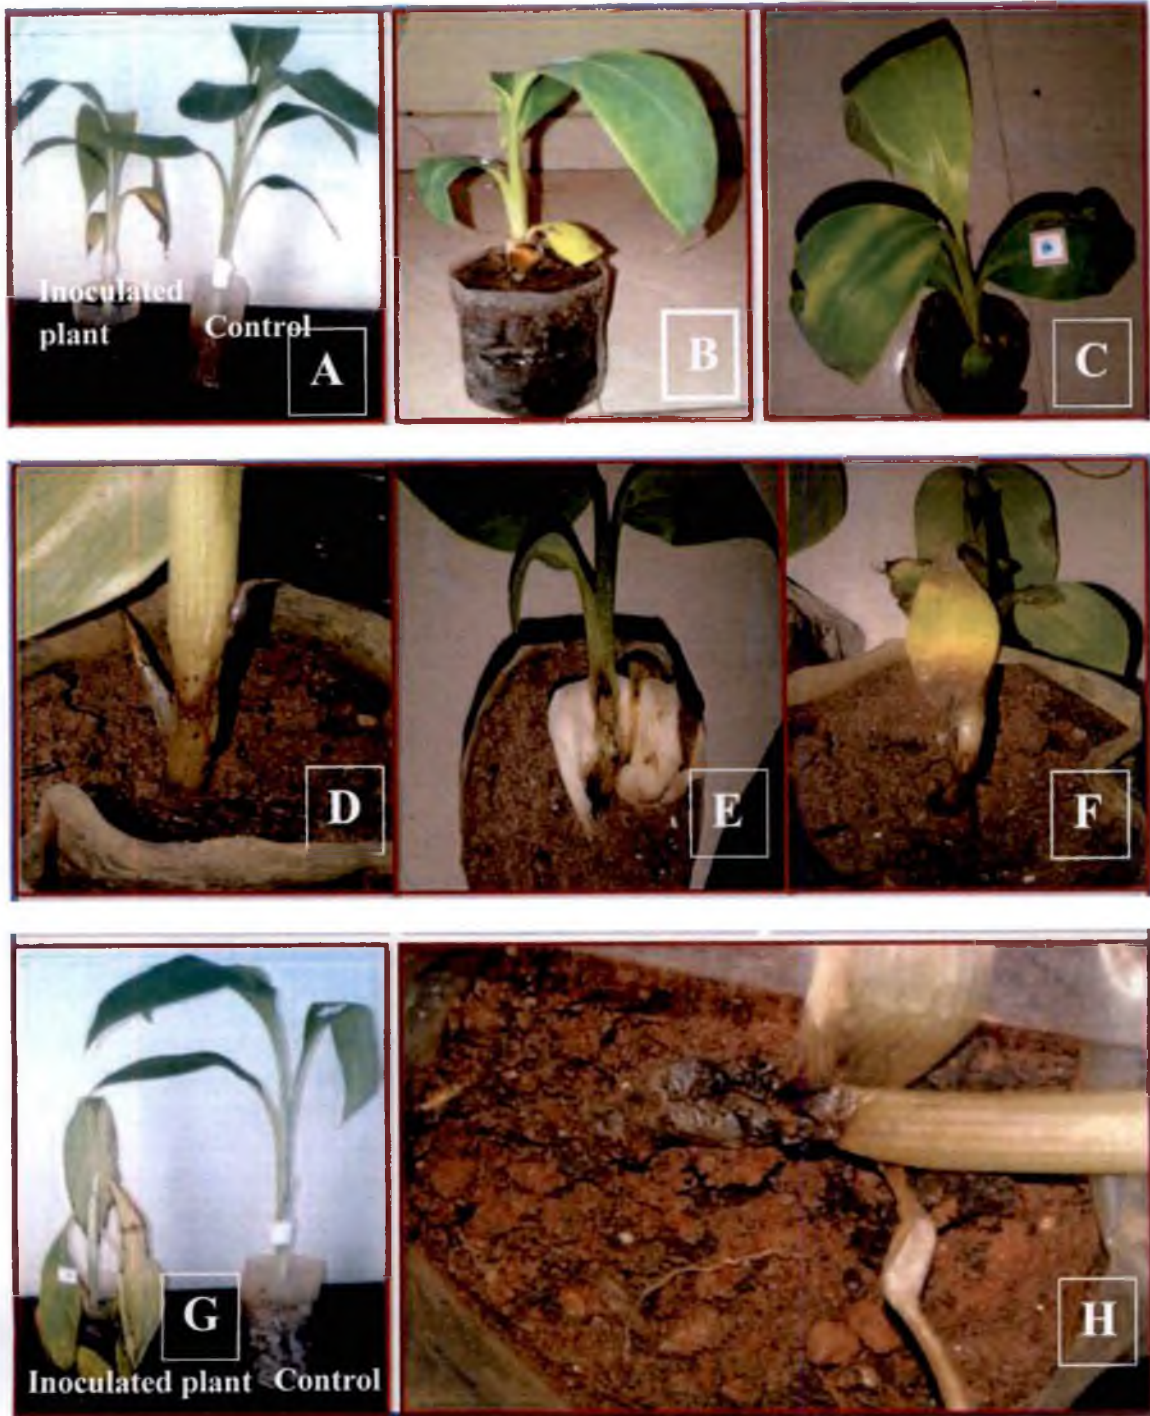 Inoculated
plant
Control
A
B
C
D
E
F
G
H
Inoculated plant
Control